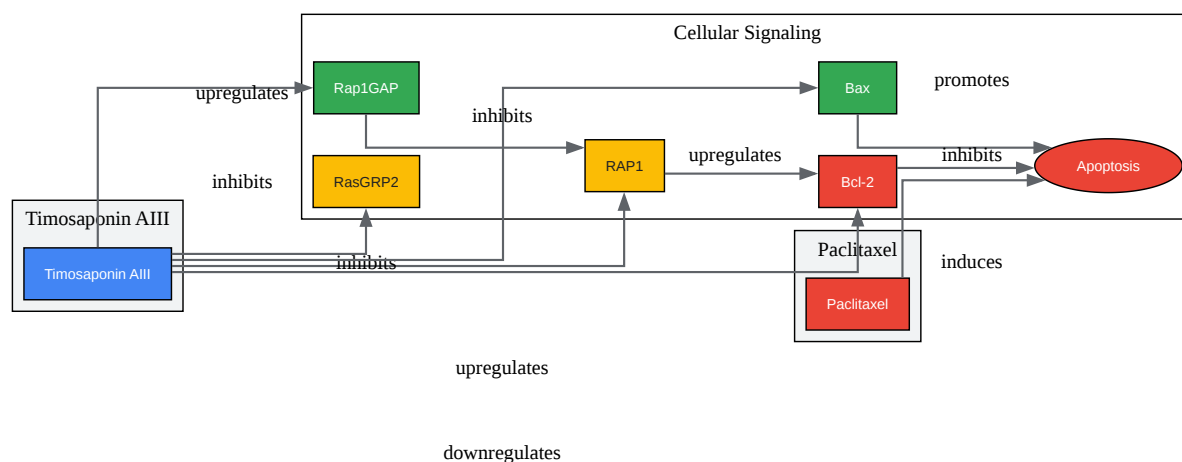 Cellular Signaling
Rap1GAP
Bax
promotes
upregulates
inhibits
RAP1
upregulates
inhibits
Apoptosis
inhibits
RasGRP2
Bcl-2
Timosaponin AIII
Timosaponin AIII
inhibits
Paclitaxel
induces
Paclitaxel
upregulates
downregulates